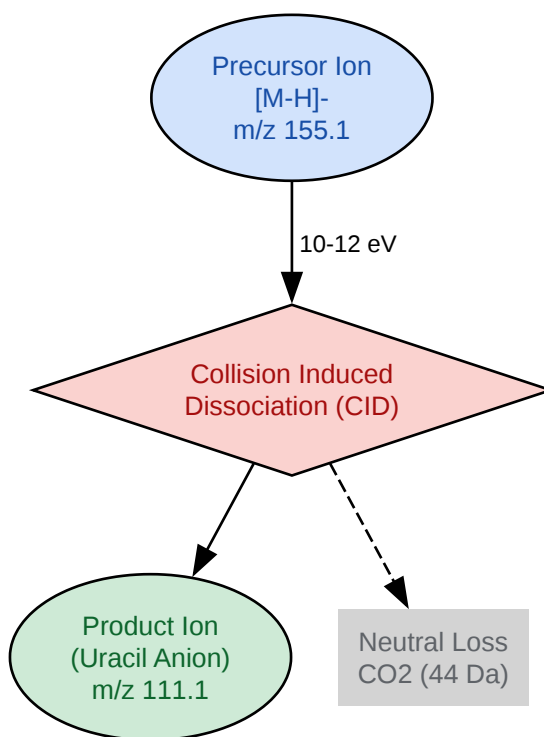 Precursor Ion
[M-H]-
m/z 155.1
10-12 eV
Collision Induced
Dissociation (CID)
Product Ion
(Uracil Anion)
m/z 111.1
Neutral Loss
CO2 (44 Da)